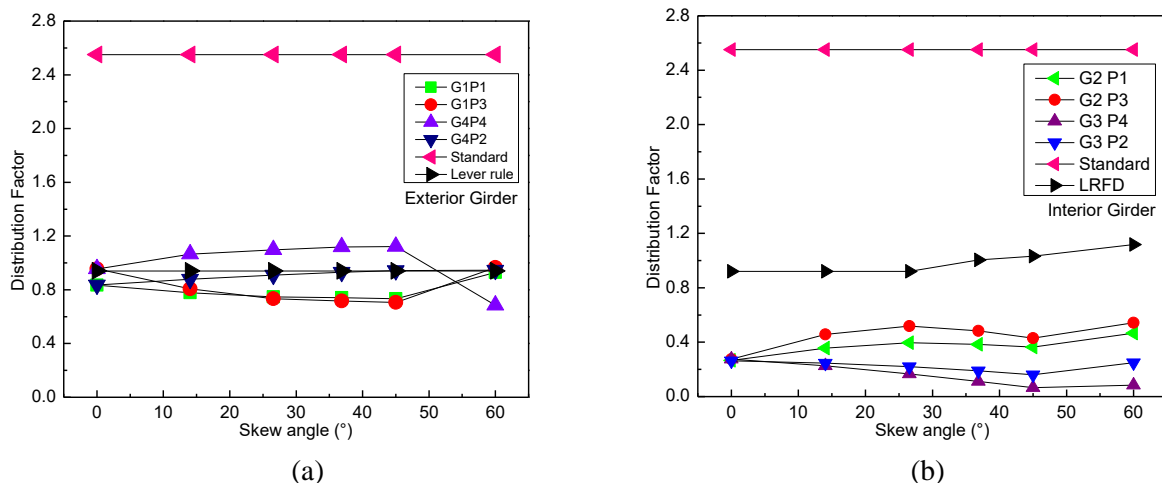 2.8
2.4
2.0
1.6
1.2
0.8
0.4
0.0
Distribution Factor
G1P1
G1P3
G4P4
G4P2
Standard
Lever rule
Exterior Girder
0 10 20 30 40 50 60
Skew angle (°)
(a)
2.8
2.4
2.0
1.6
1.2
0.8
0.4
0.0
Distribution Factor
G2 P1
G2 P3
G3 P4
G3 P2
Standard
LRFD
Interior Girder
0 10 20 30 40 50 60
Skew angle (°)
(b)